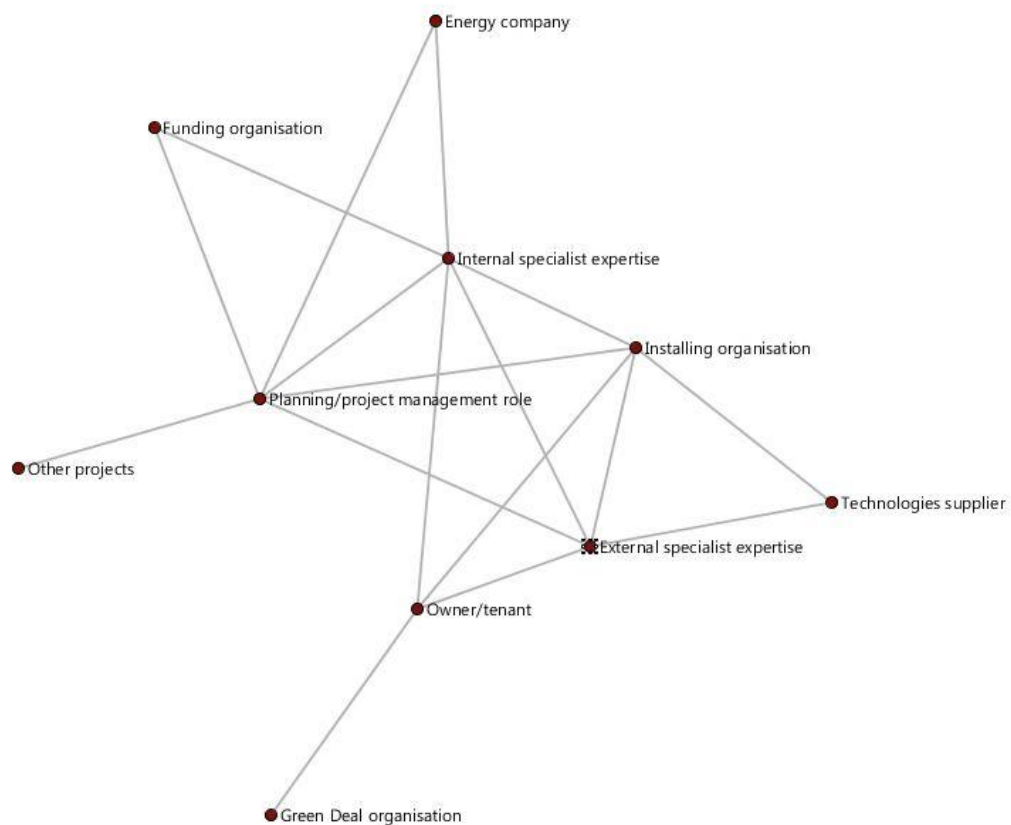 Energy company
Funding organisation
Internal specialist expertise
Installing organisation
Planning/project management role
Other projects
Technologies supplier
External specialist expertise
Owner/tenant
Green Deal organisation